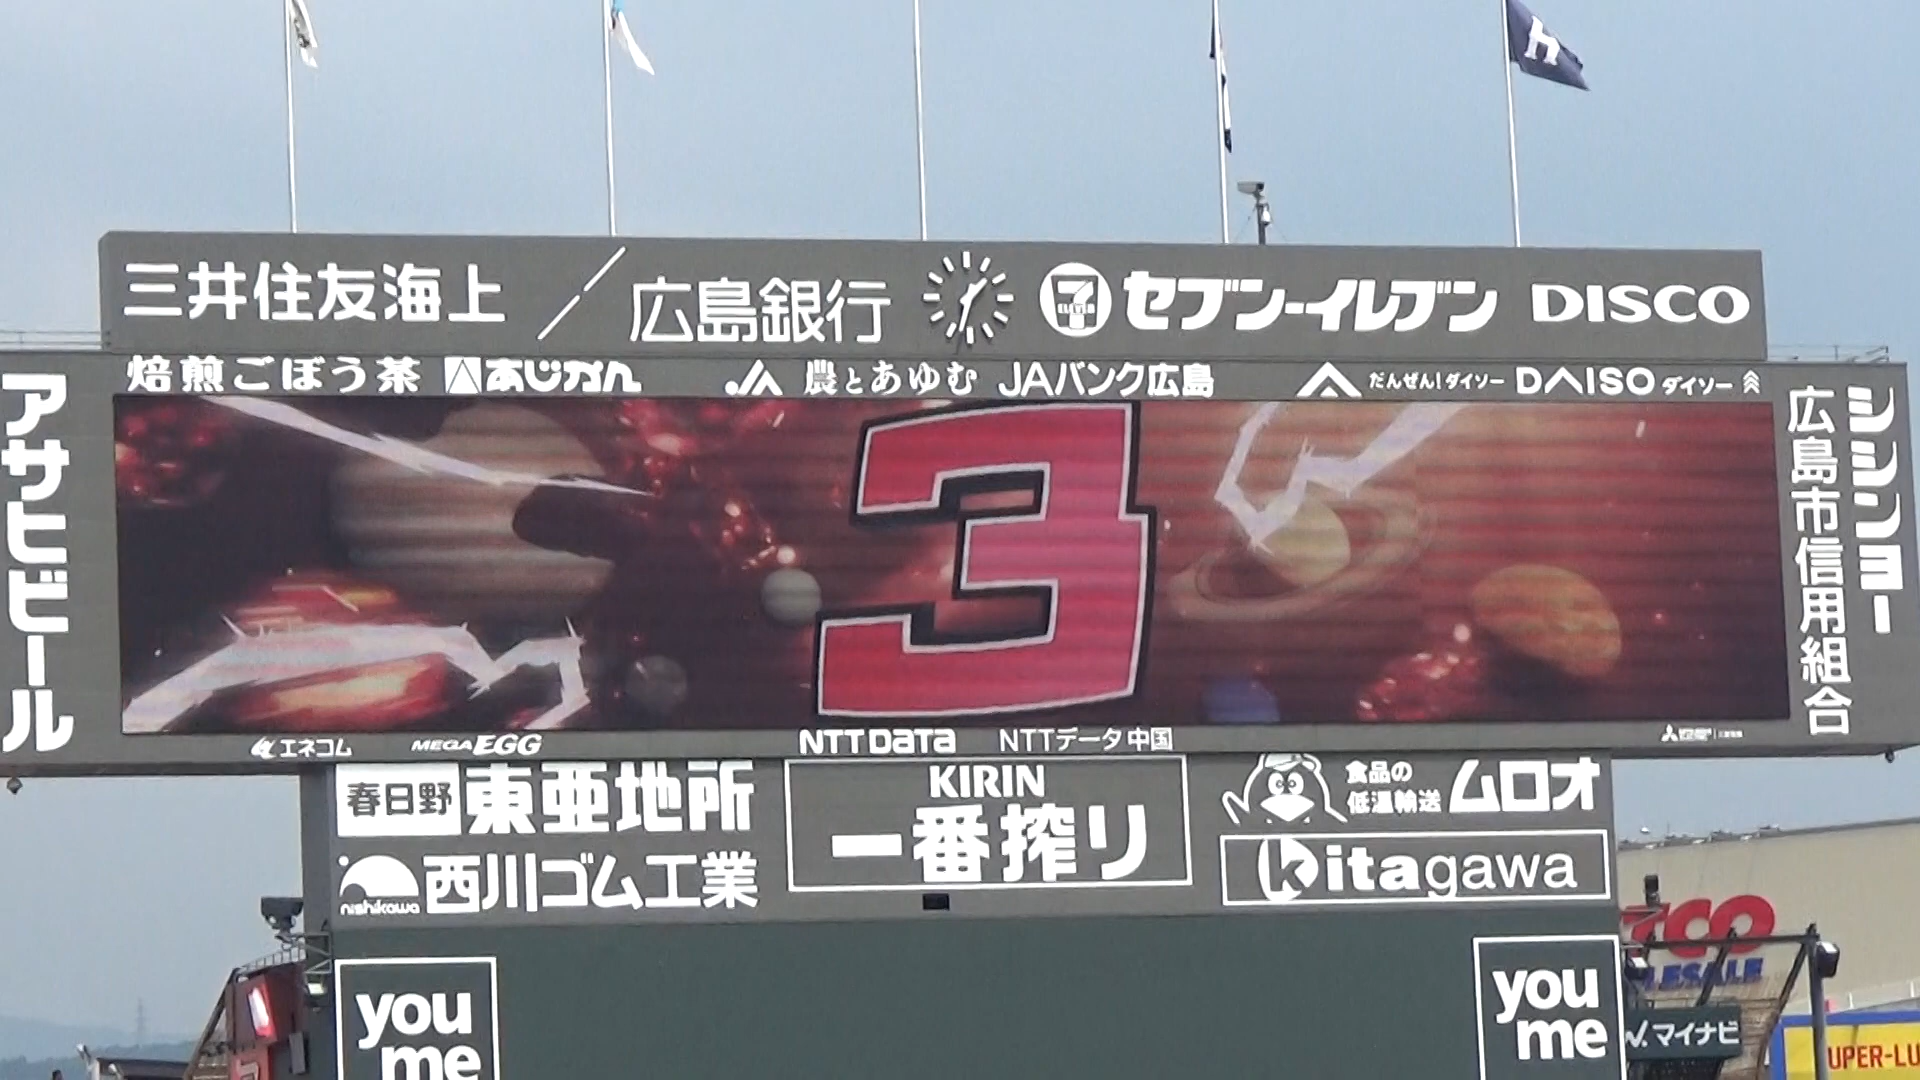 h
三井住友海上
広島銀行
7
ELEVEN
セブン-イレブン
DISCO
焙煎ごぼう茶
あじかん
JA
農とあゆむ
JAバンク広島
だんぜん!ダイソー
DAISO
ダイソー
アサヒビール
3
シシンヨー
広島市信用組合
エネコム
MEGA EGG
NTT DATA
NTTデータ中国
春日野
東亜地所
KIRIN
一番搾り
食品の
低温輸送
ムロオ
nishikawa
西川ゴム工業
kitagawa
you
me
you
me
マイナビ
UPER-LU